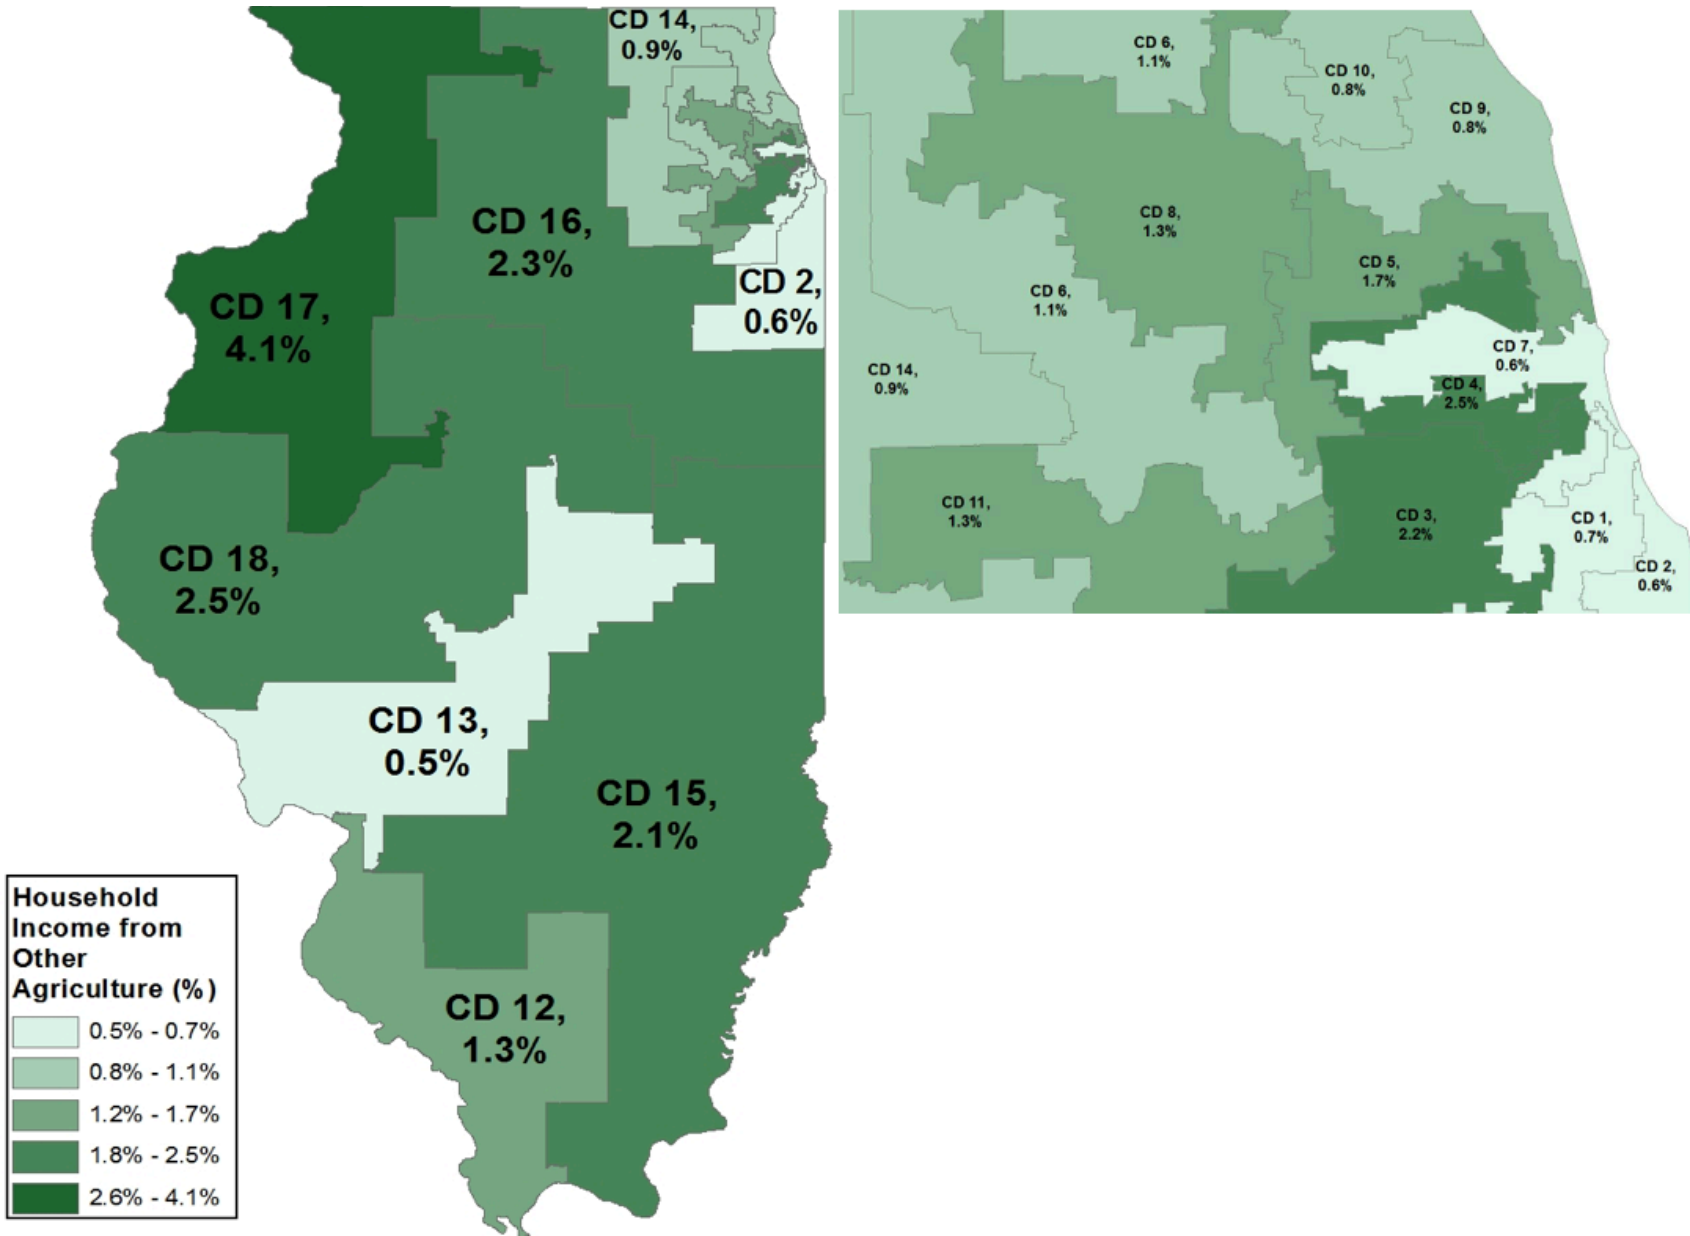 CD 14,
0.9%
CD 16,
2.3%
CD 2,
0.6%
CD 17,
4.1%
CD 18,
2.5%
CD 13,
0.5%
CD 15,
2.1%
CD 12,
1.3%
Household
Income from
Other
Agriculture (%)
0.5% - 0.7%
0.8% - 1.1%
1.2% - 1.7%
1.8% - 2.5%
2.6% - 4.1%
CD 6,
1.1%
CD 10,
0.8%
CD 9,
0.8%
CD 8,
1.3%
CD 5,
1.7%
CD 6,
1.1%
CD 7,
0.6%
CD 14,
0.9%
CD 4,
2.5%
CD 11,
1.3%
CD 3,
2.2%
CD 1,
0.7%
CD 2,
0.6%